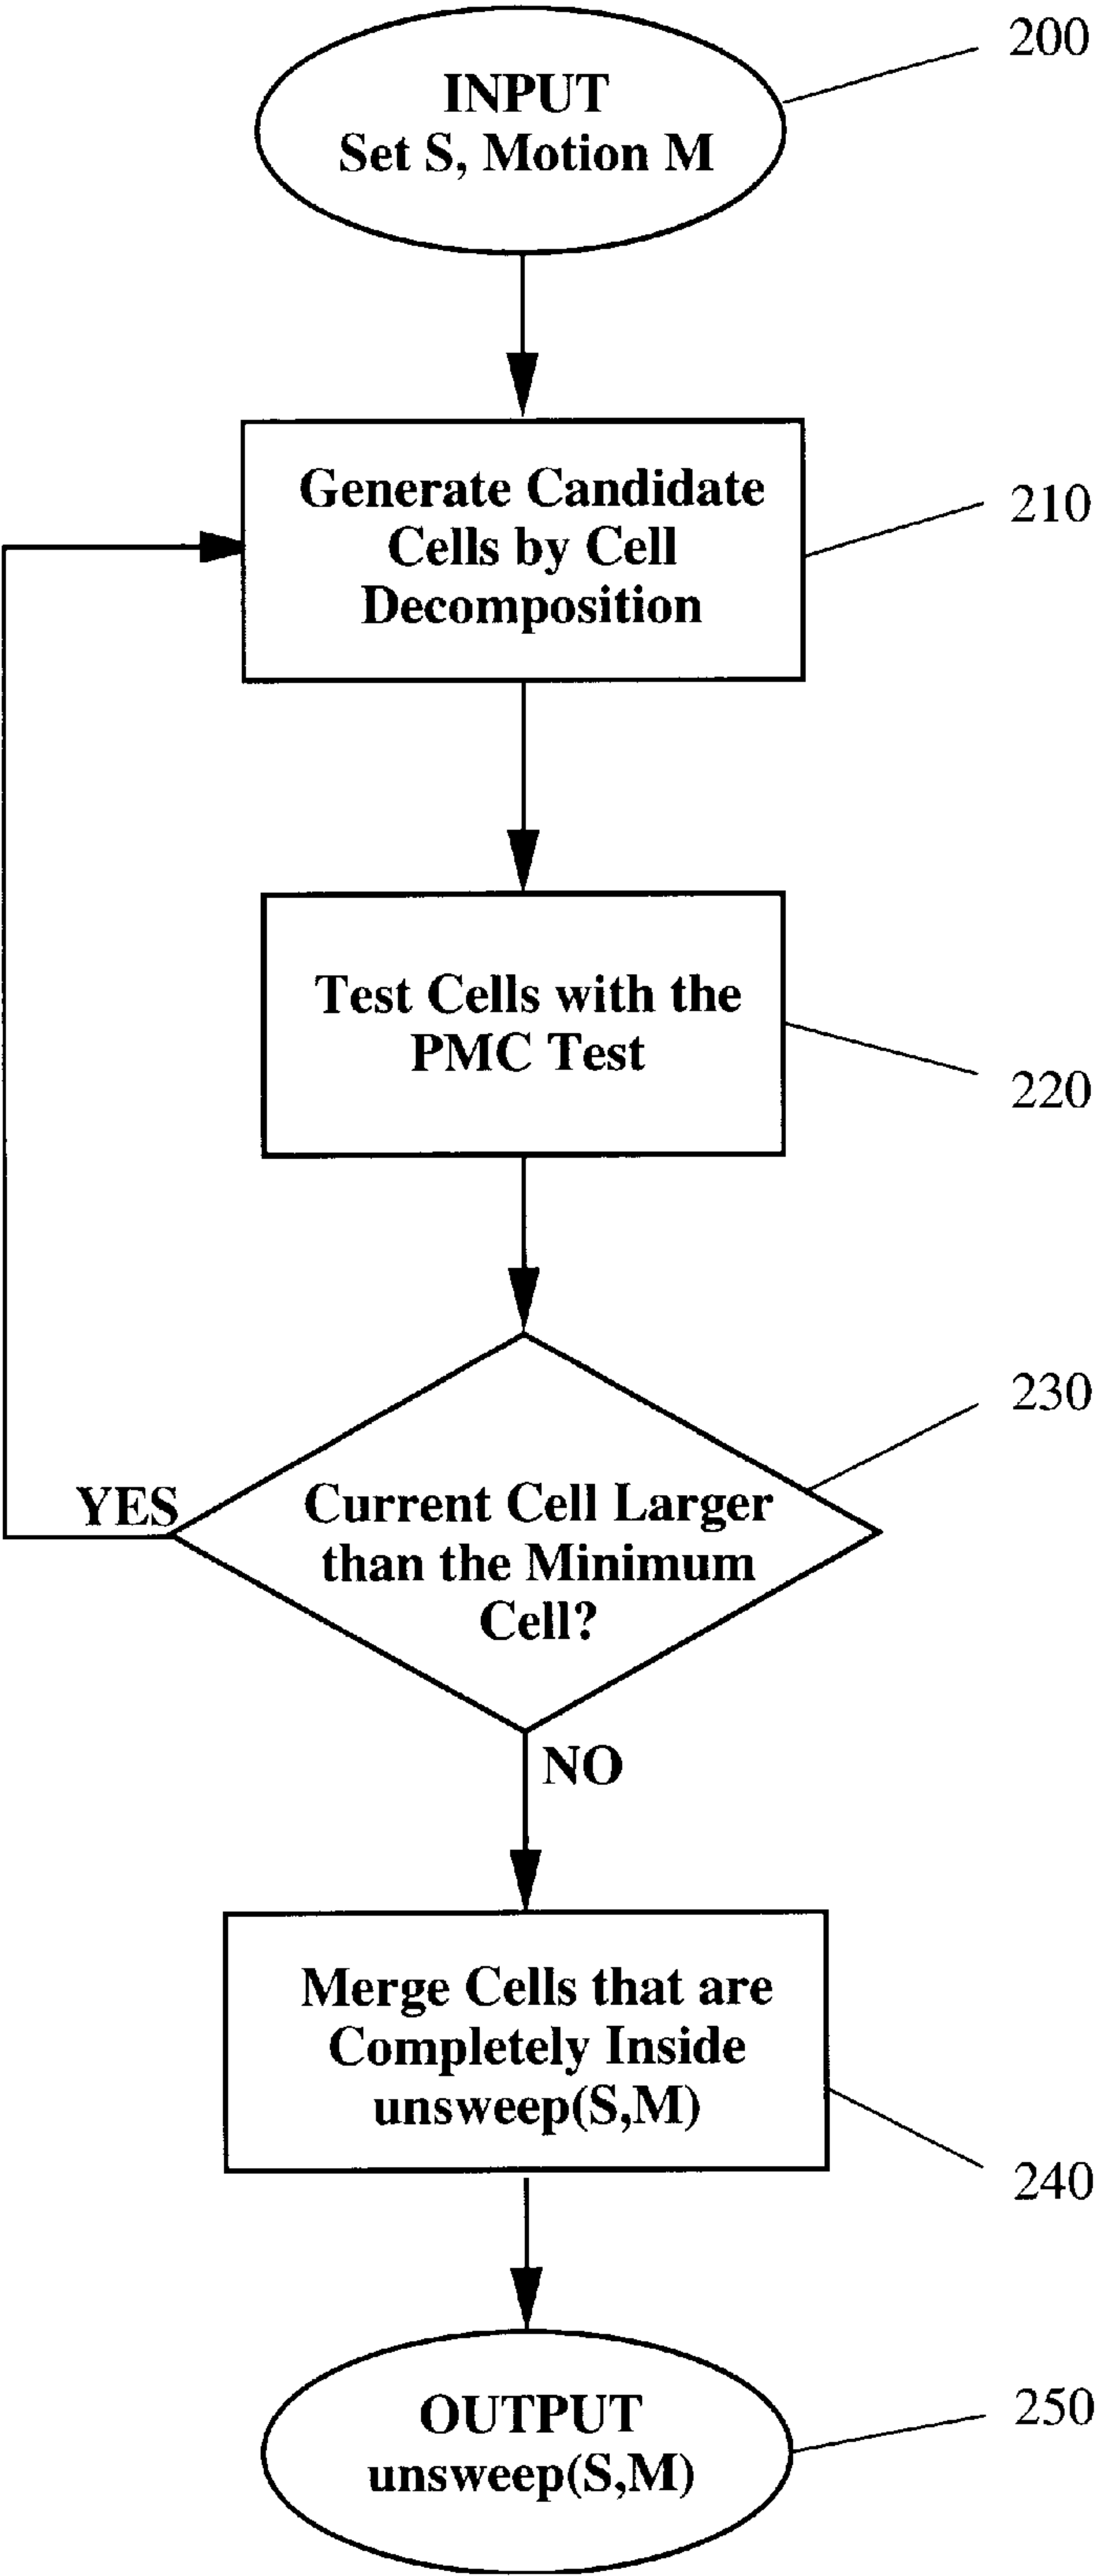 200
INPUT
Set S, Motion M
Generate Candidate
Cells by Cell
Decomposition
210
Test Cells with the
PMC Test
220
230
YES
Current Cell Larger
than the Minimum
Cell?
NO
Merge Cells that are
Completely Inside
unsweep(S,M)
240
OUTPUT
unsweep(S,M)
250